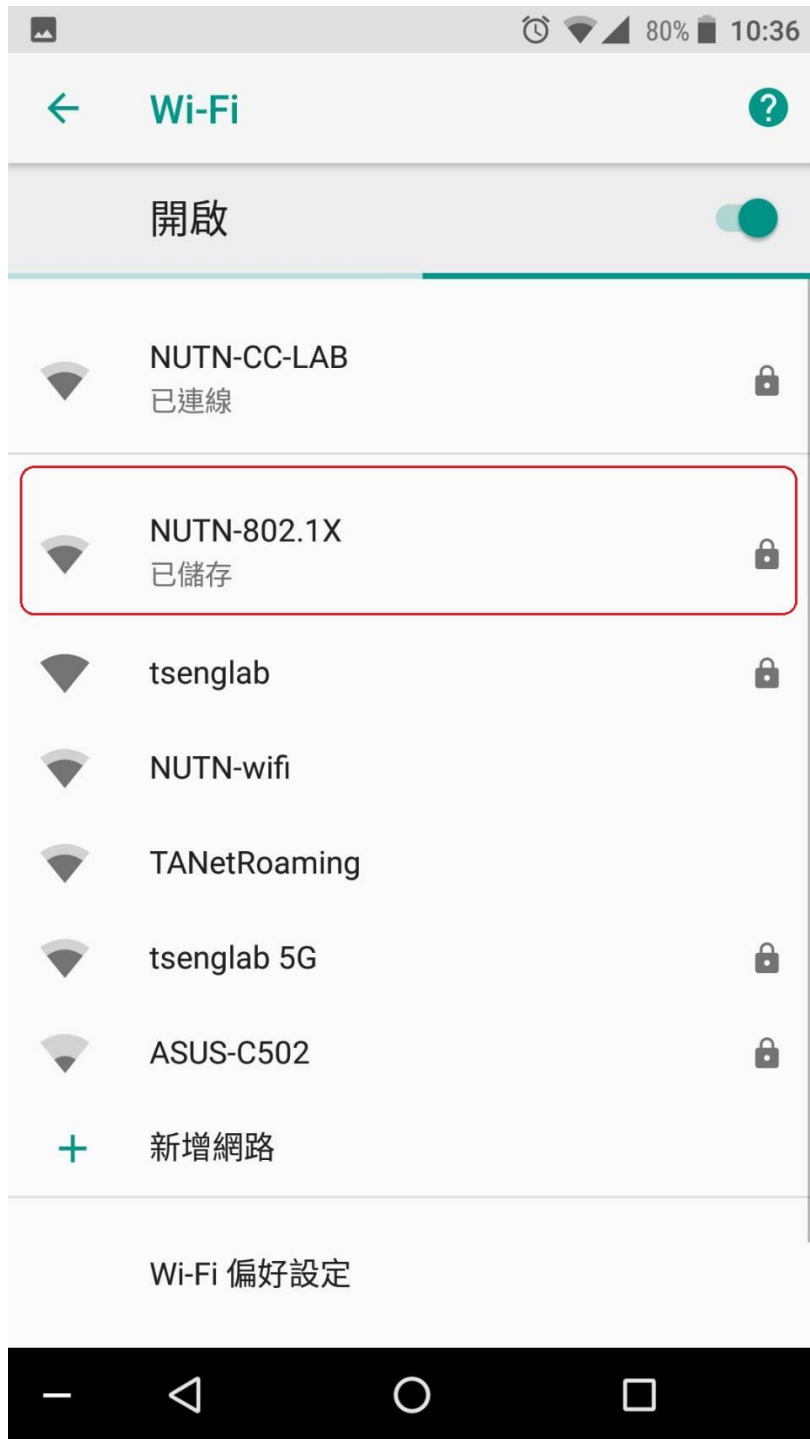 80% 10:36
Wi-Fi
開啟
NUTN-CC-LAB
已連線
NUTN-802.1X
已儲存
tsenglab
NUTN-wifi
TANetRoaming
tsenglab 5G
ASUS-C502
新增網路
Wi-Fi 偏好設定